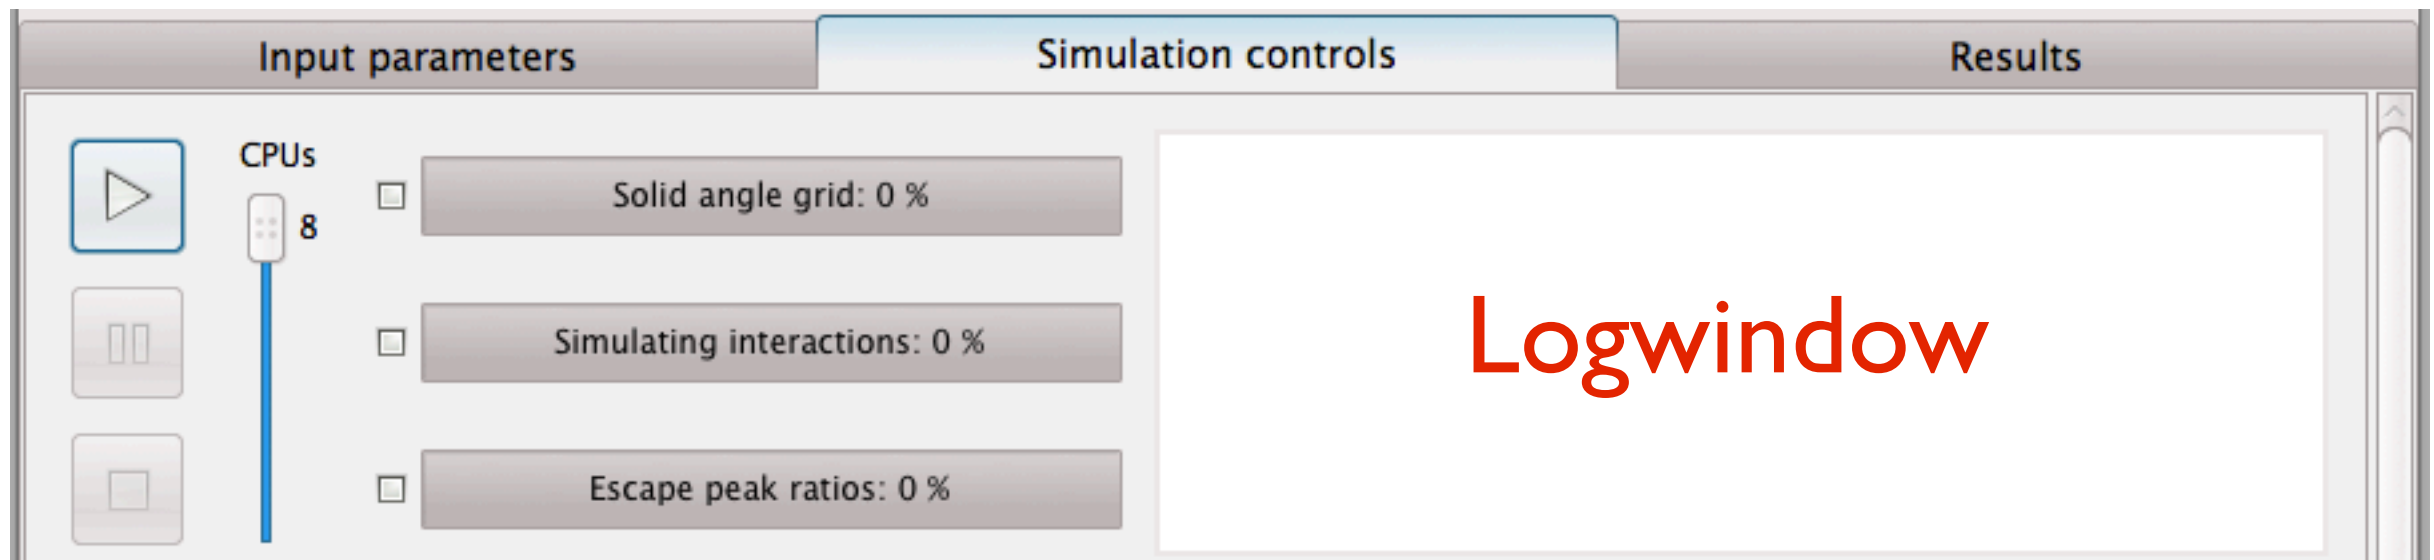 Input parameters
Simulation controls
Results
CPUs
8
Solid angle grid: 0 %
Simulating interactions: 0 %
Escape peak ratios: 0 %
Logwindow